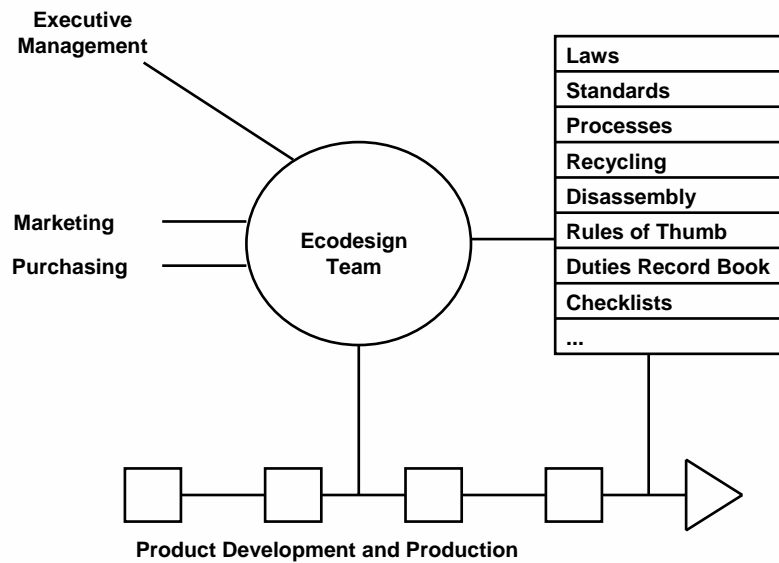 Executive
Management
Marketing
Purchasing
Ecodesign
Team
Laws
Standards
Processes
Recycling
Disassembly
Rules of Thumb
Duties Record Book
Checklists
...
Product Development and Production